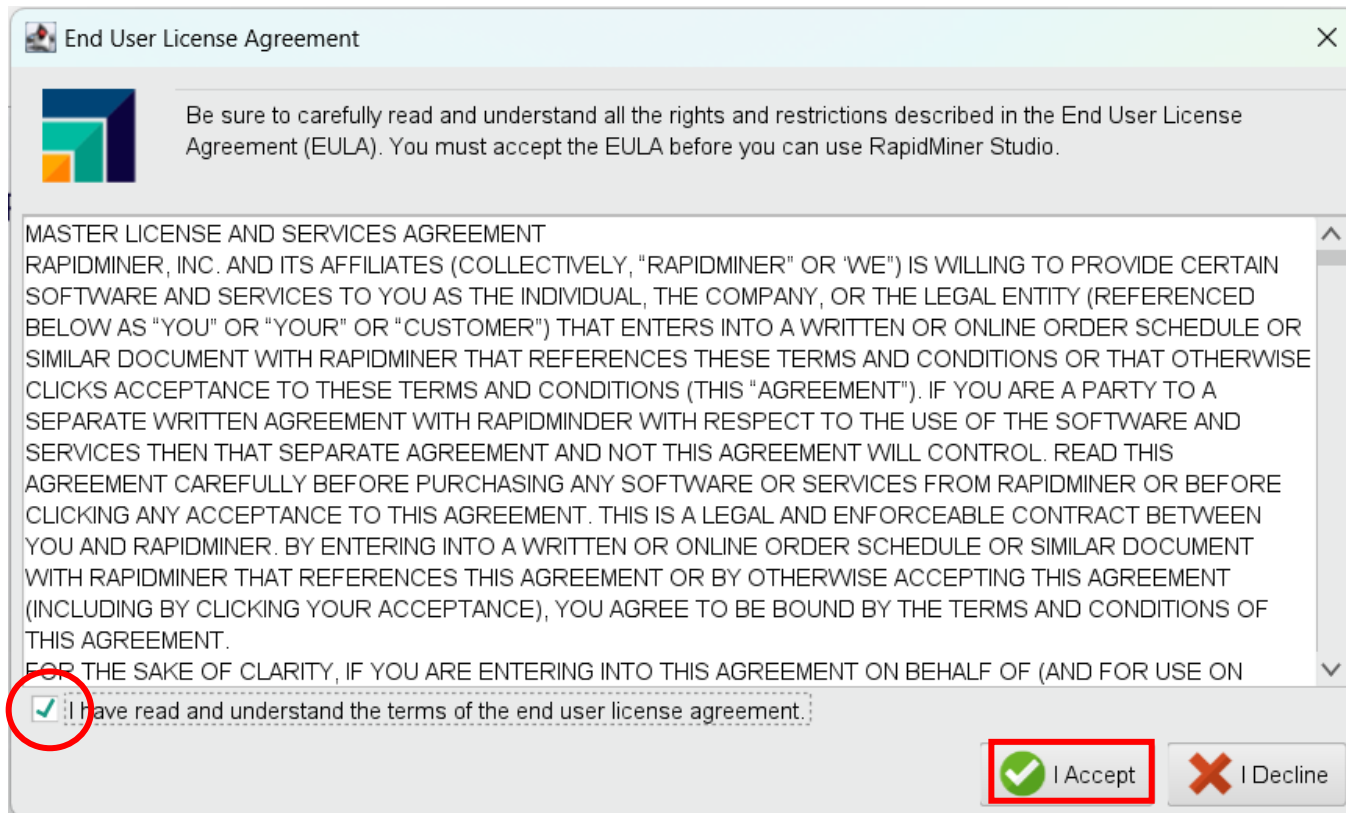 End User License Agreement
Be sure to carefully read and understand all the rights and restrictions described in the End User License
Agreement (EULA). You must accept the EULA before you can use RapidMiner Studio.
MASTER LICENSE AND SERVICES AGREEMENT
RAPIDMINER, INC. AND ITS AFFILIATES (COLLECTIVELY, “RAPIDMINER” OR ‘WE”) IS WILLING TO PROVIDE CERTAIN
SOFTWARE AND SERVICES TO YOU AS THE INDIVIDUAL, THE COMPANY, OR THE LEGAL ENTITY (REFERENCED
BELOW AS “YOU” OR “YOUR” OR “CUSTOMER”) THAT ENTERS INTO A WRITTEN OR ONLINE ORDER SCHEDULE OR
SIMILAR DOCUMENT WITH RAPIDMINER THAT REFERENCES THESE TERMS AND CONDITIONS OR THAT OTHERWISE
CLICKS ACCEPTANCE TO THESE TERMS AND CONDITIONS (THIS “AGREEMENT”). IF YOU ARE A PARTY TO A
SEPARATE WRITTEN AGREEMENT WITH RAPIDMINDER WITH RESPECT TO THE USE OF THE SOFTWARE AND
SERVICES THEN THAT SEPARATE AGREEMENT AND NOT THIS AGREEMENT WILL CONTROL. READ THIS
AGREEMENT CAREFULLY BEFORE PURCHASING ANY SOFTWARE OR SERVICES FROM RAPIDMINER OR BEFORE
CLICKING ANY ACCEPTANCE TO THIS AGREEMENT. THIS IS A LEGAL AND ENFORCEABLE CONTRACT BETWEEN
YOU AND RAPIDMINER. BY ENTERING INTO A WRITTEN OR ONLINE ORDER SCHEDULE OR SIMILAR DOCUMENT
WITH RAPIDMINER THAT REFERENCES THIS AGREEMENT OR BY OTHERWISE ACCEPTING THIS AGREEMENT
(INCLUDING BY CLICKING YOUR ACCEPTANCE), YOU AGREE TO BE BOUND BY THE TERMS AND CONDITIONS OF
THIS AGREEMENT.
FOR THE SAKE OF CLARITY, IF YOU ARE ENTERING INTO THIS AGREEMENT ON BEHALF OF (AND FOR USE ON
I have read and understand the terms of the end user license agreement.
I Accept
I Decline